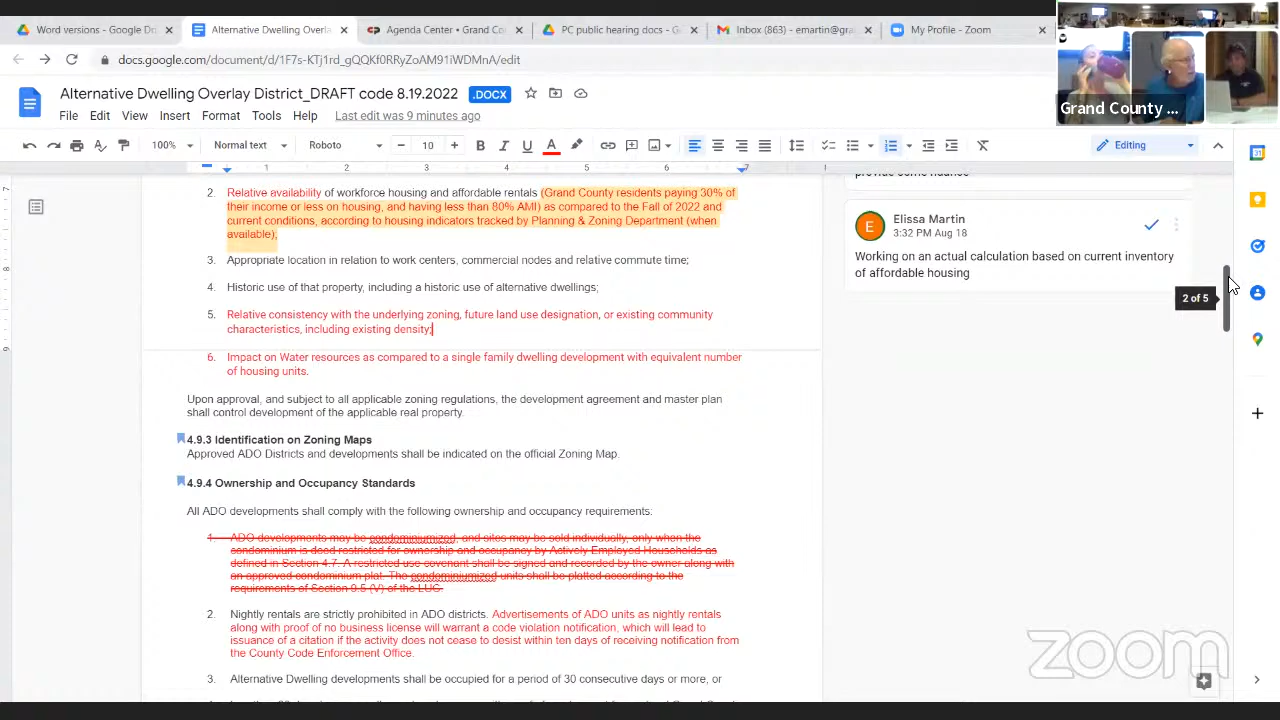 Word versions - Google Do
Alternative Dwelling Overla
Agenda Center • Grand Co
PC public hearing docs - G
Inbox (863) - emartin@gra
My Profile - Zoom
docs.google.com/document/d/1F7s-KTj1rd_gQQKf0RPrZoAM91iWDMnA/edit
Grand County ...
Alternative Dwelling Overlay District_DRAFT code 8.19.2022
.DOCX
File Edit View Insert Format Tools Help Last edit was 9 minutes ago
100% Normal text Roboto 10 Editing
1 2 3 4 5 6 7
2. Relative availability of workforce housing and affordable rentals (Grand County residents paying 30% of
their income or less on housing, and having less than 80% AMI) as compared to the Fall of 2022 and
current conditions, according to housing indicators tracked by Planning & Zoning Department (when
available);
3. Appropriate location in relation to work centers, commercial nodes and relative commute time;
4. Historic use of that property, including a historic use of alternative dwellings;
5. Relative consistency with the underlying zoning, future land use designation, or existing community
characteristics, including existing density;
6. Impact on Water resources as compared to a single family dwelling development with equivalent number
of housing units.
Upon approval, and subject to all applicable zoning regulations, the development agreement and master plan
shall control development of the applicable real property.
4.9.3 Identification on Zoning Maps
Approved ADO Districts and developments shall be indicated on the official Zoning Map.
4.9.4 Ownership and Occupancy Standards
All ADO developments shall comply with the following ownership and occupancy requirements:
1. ADO developments may be condominiumized, and sites may be sold individually, only when the
condominium is deed restricted for ownership and occupancy by Actively Employed Households as
defined in Section 4.7. A restricted use covenant shall be signed and recorded by the owner along with
an approved condominium plat. The condominiumized units shall be platted according to the
requirements of Section 9.5 (V) of the LUC.
2. Nightly rentals are strictly prohibited in ADO districts. Advertisements of ADO units as nightly rentals
along with proof of no business license will warrant a code violation notification, which will lead to
issuance of a citation if the activity does not cease to desist within ten days of receiving notification from
the County Code Enforcement Office.
3. Alternative Dwelling developments shall be occupied for a period of 30 consecutive days or more, or
provide some nuance
E
Elissa Martin
3:32 PM Aug 18
Working on an actual calculation based on current inventory
of affordable housing
2 of 5
zoom